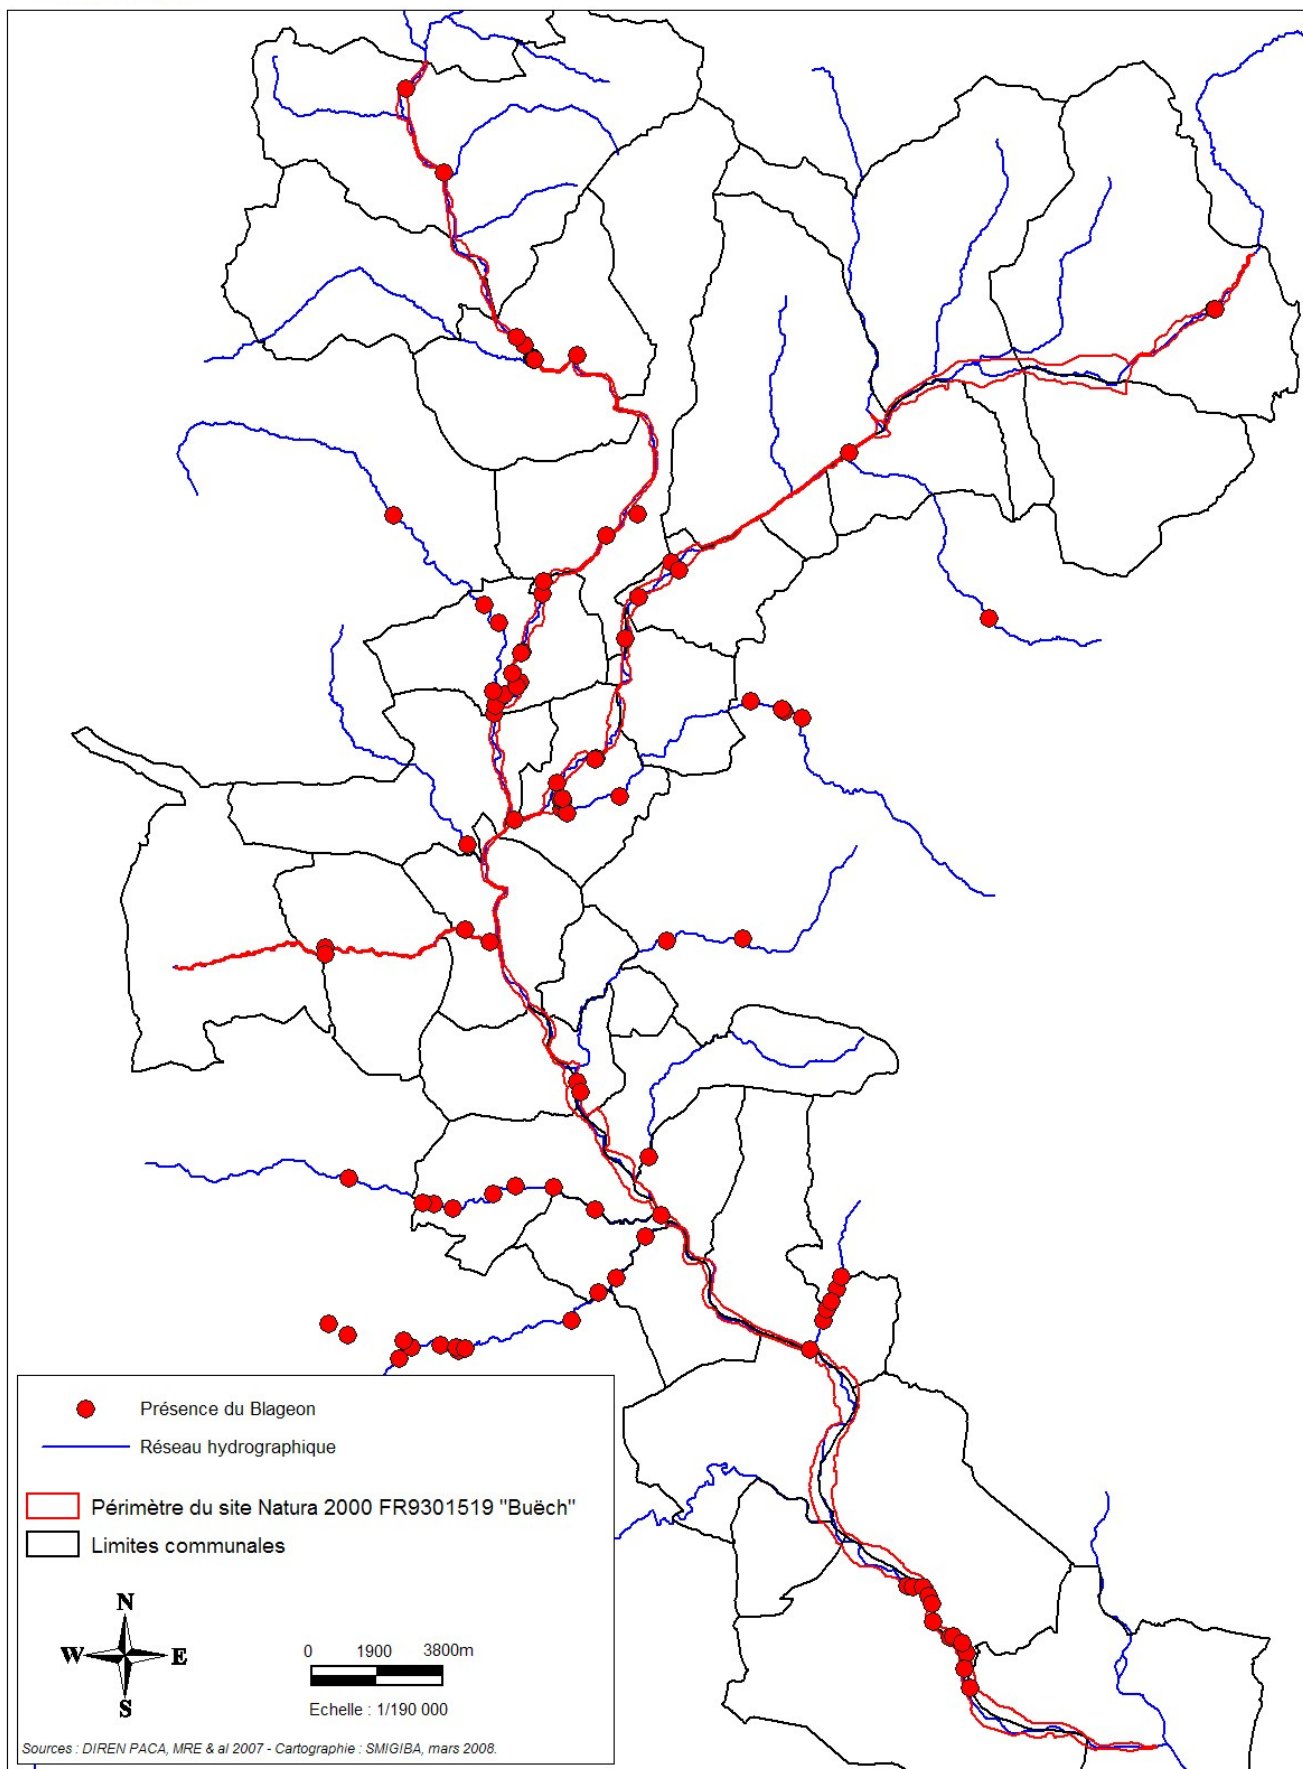 Présence du Blageon
Réseau hydrographique
Périmètre du site Natura 2000 FR9301519 "Buëch"
Limites communales
N
W E
S
0 1900 3800m
Echelle : 1/190 000
Sources : DIREN PACA, MRE & al 2007 - Cartographie : SMIGIBA, mars 2008.